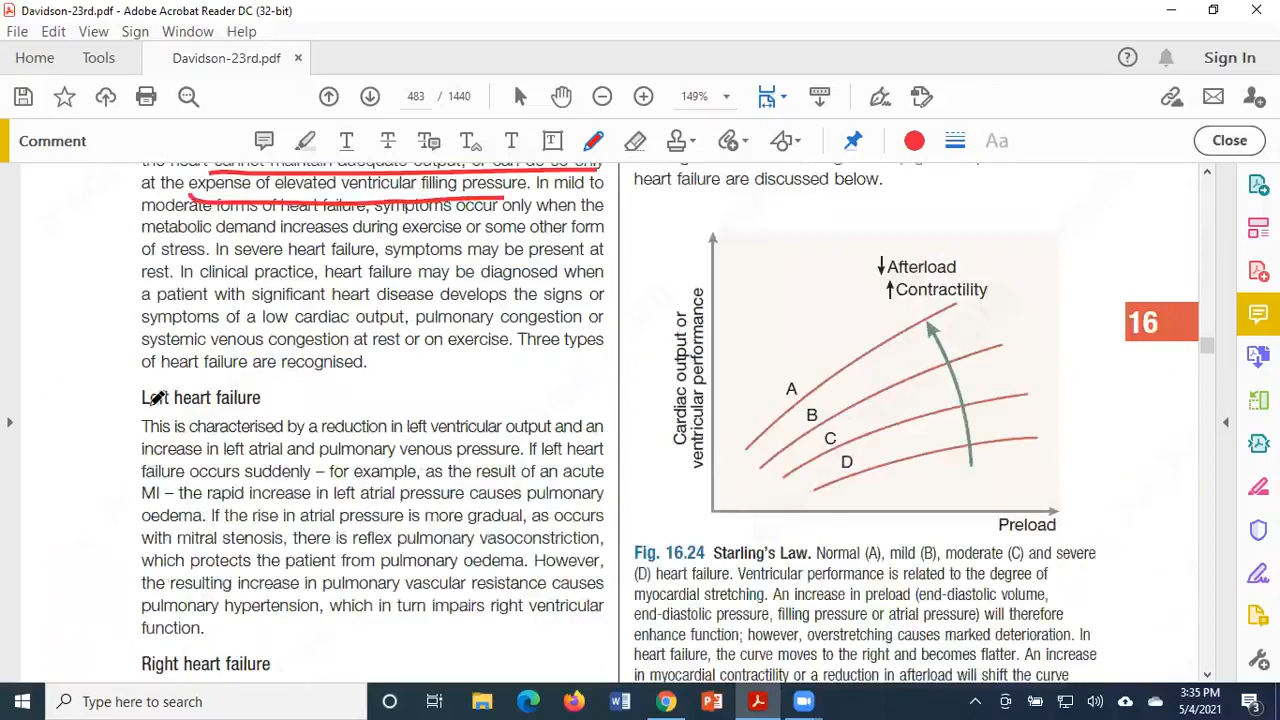 Davidson-23rd.pdf - Adobe Acrobat Reader DC (32-bit)
File Edit View Sign Window Help
Home Tools Davidson-23rd.pdf × Sign In
483 / 1440 149%
Comment Close
the heart cannot maintain adequate output, or can do so only
at the expense of elevated ventricular filling pressure. In mild to
moderate forms of heart failure, symptoms occur only when the
metabolic demand increases during exercise or some other form
of stress. In severe heart failure, symptoms may be present at
rest. In clinical practice, heart failure may be diagnosed when
a patient with significant heart disease develops the signs or
symptoms of a low cardiac output, pulmonary congestion or
systemic venous congestion at rest or on exercise. Three types
of heart failure are recognised.
Left heart failure
This is characterised by a reduction in left ventricular output and an
increase in left atrial and pulmonary venous pressure. If left heart
failure occurs suddenly – for example, as the result of an acute
MI – the rapid increase in left atrial pressure causes pulmonary
oedema. If the rise in atrial pressure is more gradual, as occurs
with mitral stenosis, there is reflex pulmonary vasoconstriction,
which protects the patient from pulmonary oedema. However,
the resulting increase in pulmonary vascular resistance causes
pulmonary hypertension, which in turn impairs right ventricular
function.
Right heart failure
heart failure are discussed below.
↓ Afterload
↑ Contractility
Cardiac output or
ventricular performance
A
B
C
D
Preload
16
Fig. 16.24 Starling's Law. Normal (A), mild (B), moderate (C) and severe
(D) heart failure. Ventricular performance is related to the degree of
myocardial stretching. An increase in preload (end-diastolic volume,
end-diastolic pressure, filling pressure or atrial pressure) will therefore
enhance function; however, overstretching causes marked deterioration. In
heart failure, the curve moves to the right and becomes flatter. An increase
in myocardial contractility or a reduction in afterload will shift the curve
Type here to search
3:35 PM
5/4/2021
3